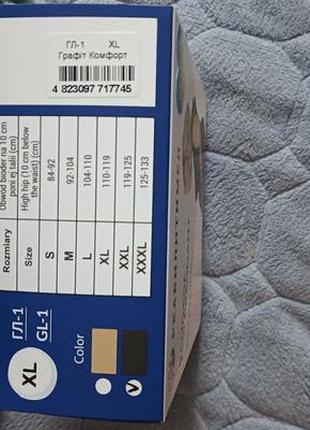 ГЛ-1 XL
Графіт Комфорт
4 823097 717745
Rozmiary
Obwód bioder na 10 cm
poni ej talii (cm)
Size
High hip (10 cm below
the waist) (cm)
S 84-92
M 92-104
L 104-110
XL 110-119
XXL 119-125
XXXL 125-133
XL
ГЛ-1
GL-1
Color
V